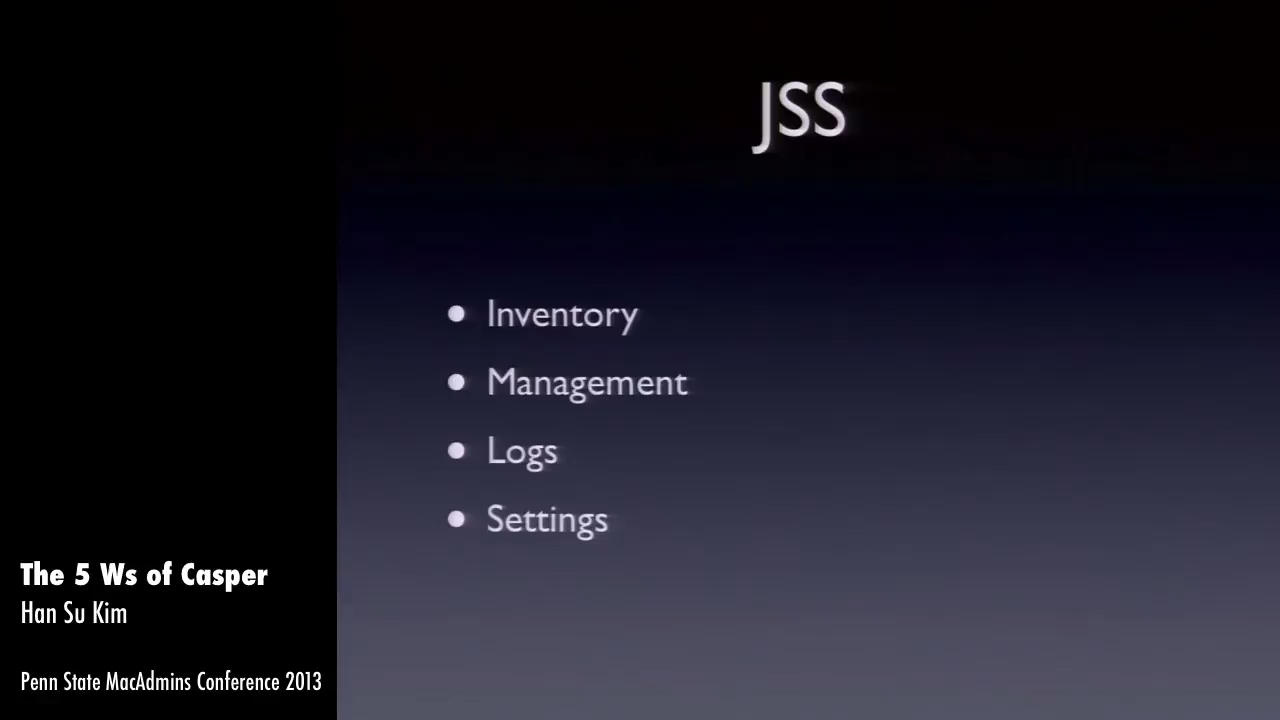 JSS
• Inventory
• Management
• Logs
• Settings
The 5 Ws of Casper
Han Su Kim
Penn State MacAdmins Conference 2013